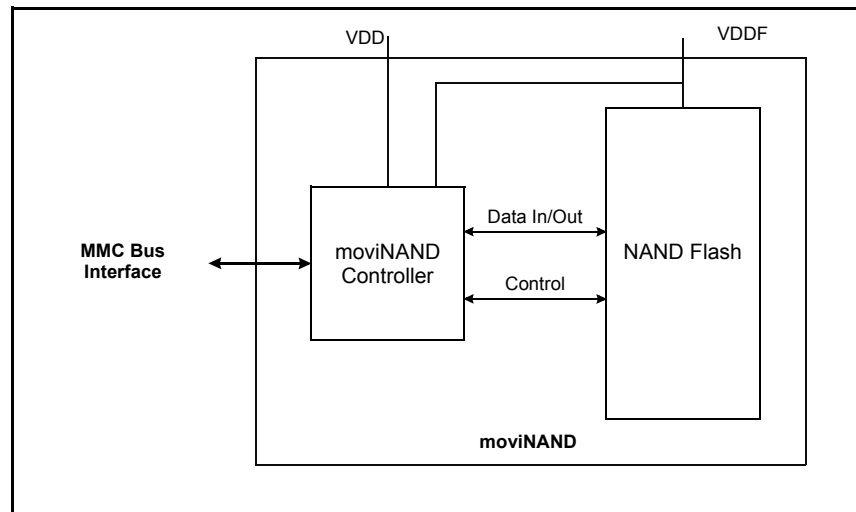 VDD
VDDF
MMC Bus
Interface
moviNAND
Controller
Data In/Out
Control
NAND Flash
moviNAND